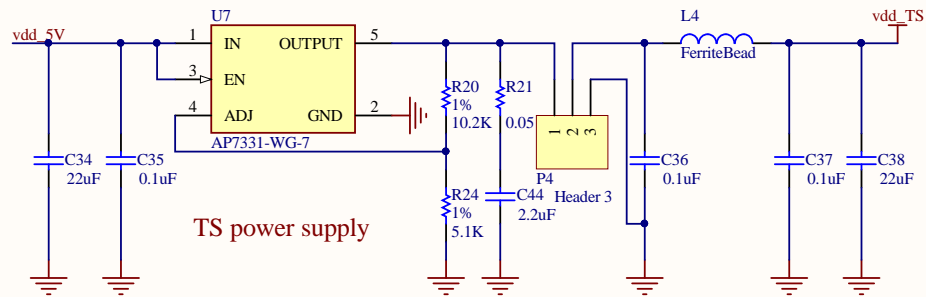 U7
L4
vdd_TS
vdd_5V
1
IN
OUTPUT
5
FerriteBead
3
EN
4
ADJ
GND
2
AP7331-WG-7
R20
1%
10.2K
R21
0.05
1
2
3
P4
Header 3
C34
22uF
C35
0.1uF
C36
0.1uF
C37
0.1uF
C38
22uF
R24
1%
5.1K
C44
2.2uF
TS power supply